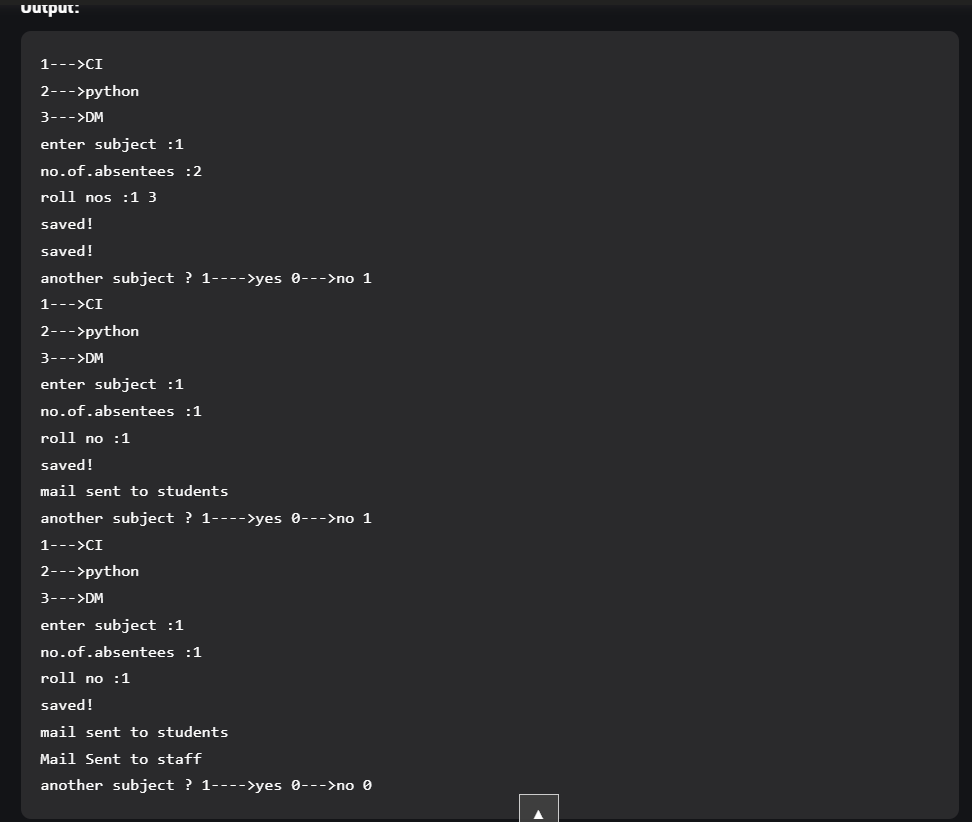 Output:
1--->CI
2--->python
3--->DM
enter subject :1
no.of.absentees :2
roll nos :1 3
saved!
saved!
another subject ? 1---->yes 0--->no 1
1--->CI
2--->python
3--->DM
enter subject :1
no.of.absentees :1
roll no :1
saved!
mail sent to students
another subject ? 1---->yes 0--->no 1
1--->CI
2--->python
3--->DM
enter subject :1
no.of.absentees :1
roll no :1
saved!
mail sent to students
Mail Sent to staff
another subject ? 1---->yes 0--->no 0